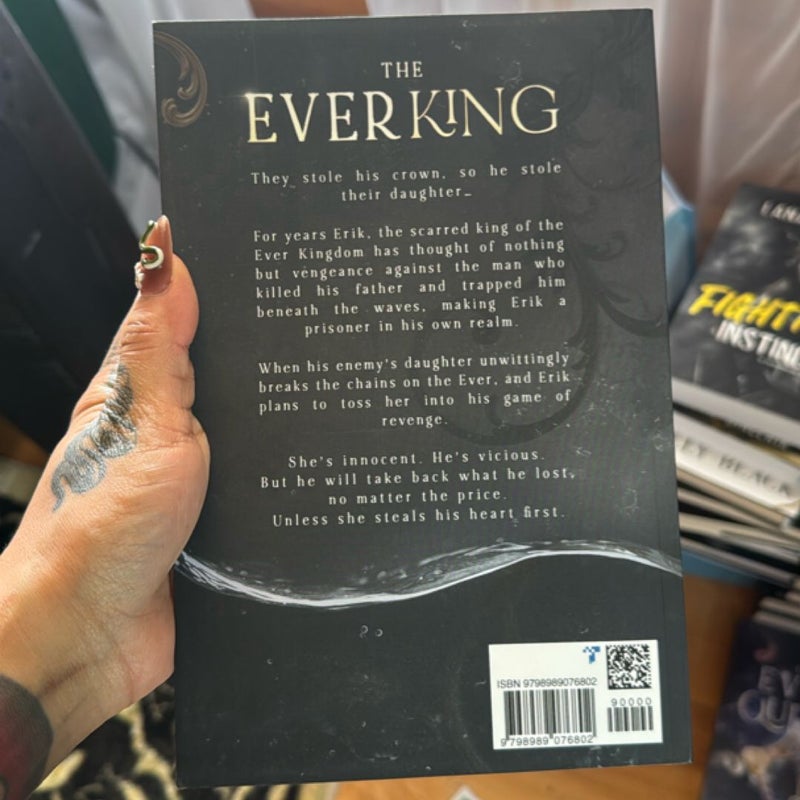 THE
EVER KING
They stole his crown, so he stole
their daughter...
For years Erik, the scarred king of the
Ever Kingdom has thought of nothing
but vengeance against the man who
killed his father and trapped him
beneath the waves, making Erik a
prisoner in his own realm.
When his enemy's daughter unwittingly
breaks the chains on the Ever, and Erik
plans to toss her into his game of
revenge.
She's innocent. He's vicious.
But he will take back what he lost,
no matter the price.
Unless she steals his heart first.
ISBN 9798989076802
90000
9 798989 076802
INSTIN